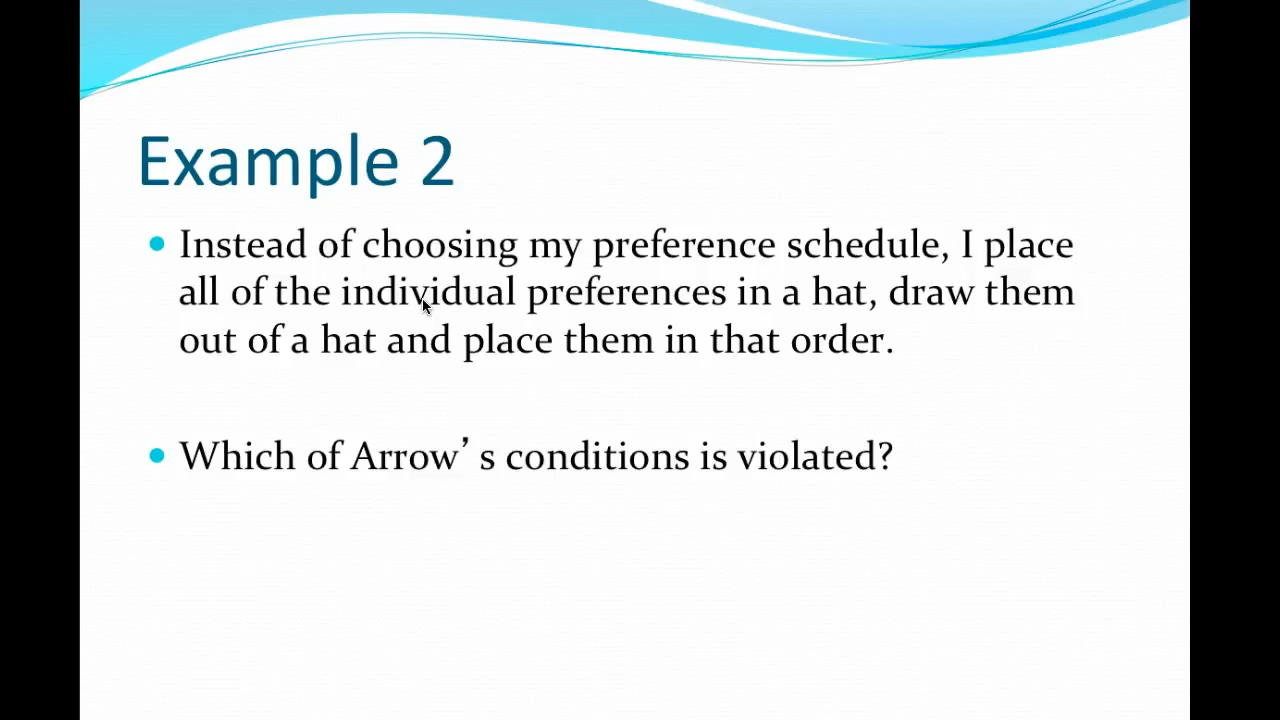 Example 2
• Instead of choosing my preference schedule, I place
all of the individual preferences in a hat, draw them
out of a hat and place them in that order.
• Which of Arrow’ s conditions is violated?